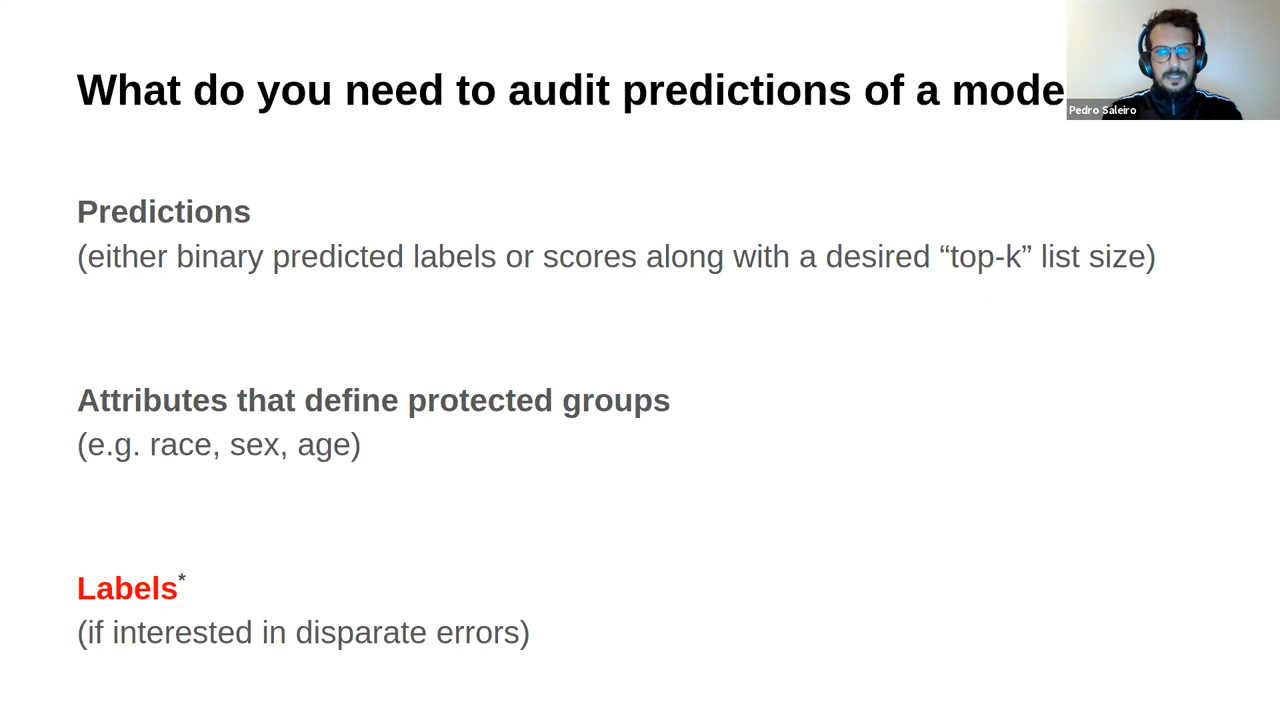 What do you need to audit predictions of a mode
Pedro Saleiro
Predictions
(either binary predicted labels or scores along with a desired “top-k” list size)
Attributes that define protected groups
(e.g. race, sex, age)
Labels*
(if interested in disparate errors)